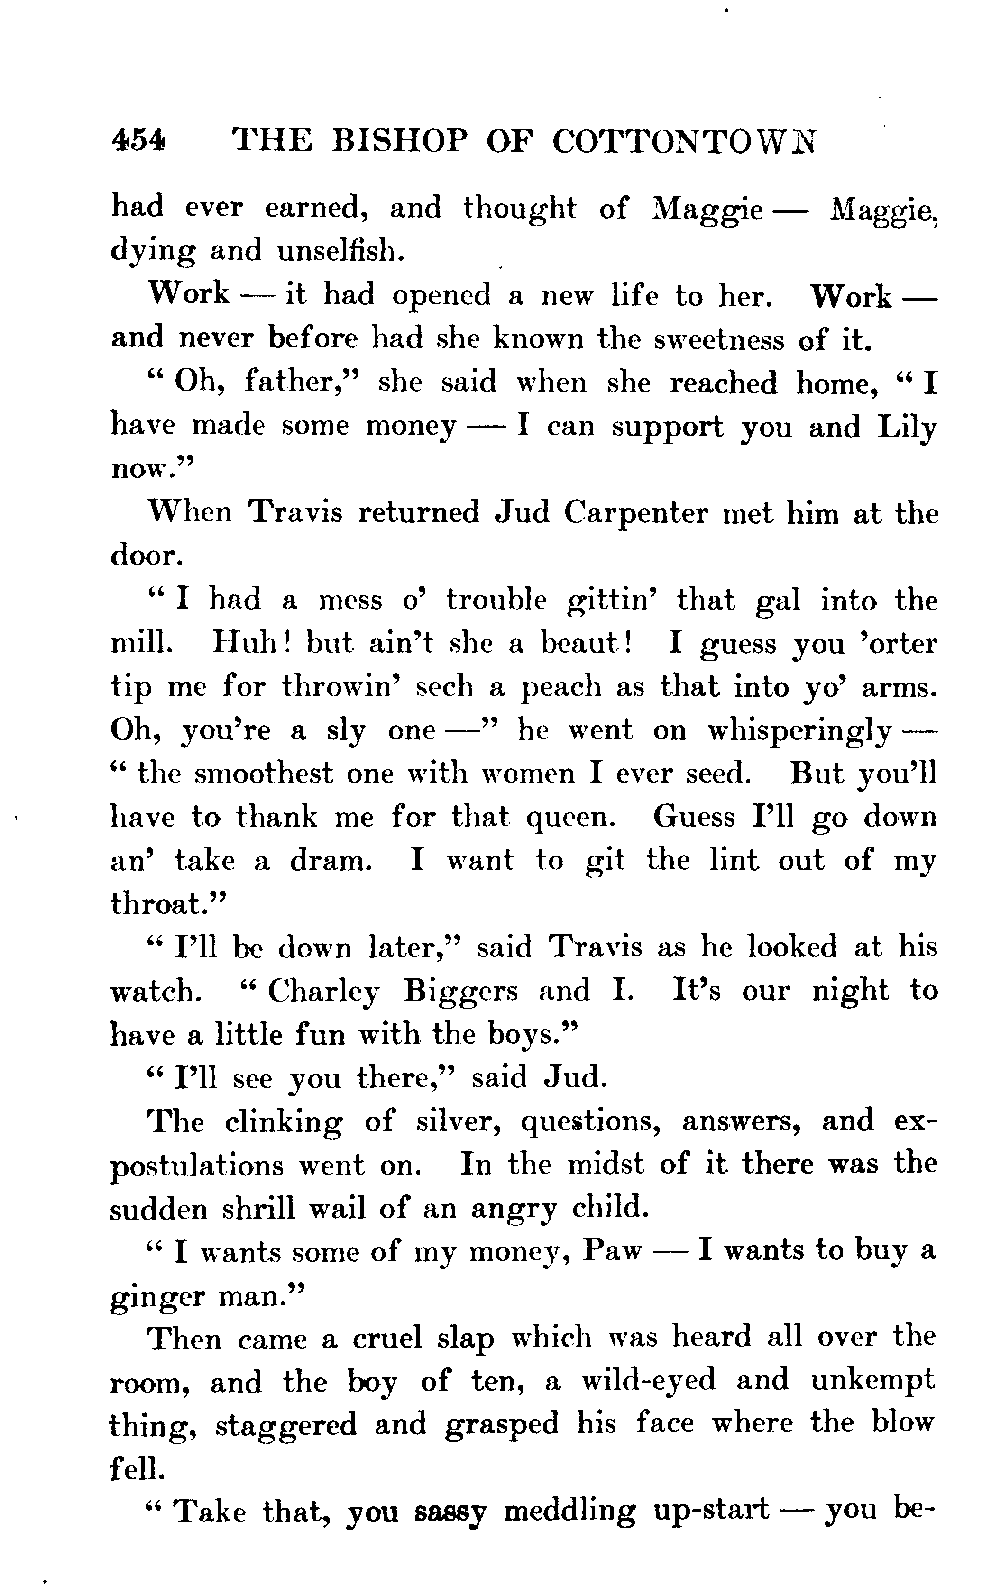 454 THE BISHOP OF COTTONTOWN
had ever earned, and thought of Maggie — Maggie,
dying and unselfish.
Work — it had opened a new life to her. Work —
and never before had she known the sweetness of it.
“ Oh, father,” she said when she reached home, “ I
have made some money — I can support you and Lily
now.”
When Travis returned Jud Carpenter met him at the
door.
“ I had a mess o’ trouble gittin’ that gal into the
mill. Huh! but ain’t she a beaut! I guess you ’orter
tip me for throwin’ sech a peach as that into yo’ arms.
Oh, you’re a sly one —” he went on whisperingly —
“ the smoothest one with women I ever seed. But you’ll
have to thank me for that queen. Guess I’ll go down
an’ take a dram. I want to git the lint out of my
throat.”
“ I’ll be down later,” said Travis as he looked at his
watch. “ Charley Biggers and I. It’s our night to
have a little fun with the boys.”
“ I’ll see you there,” said Jud.
The clinking of silver, questions, answers, and ex-
postulations went on. In the midst of it there was the
sudden shrill wail of an angry child.
“ I wants some of my money, Paw — I wants to buy a
ginger man.”
Then came a cruel slap which was heard all over the
room, and the boy of ten, a wild-eyed and unkempt
thing, staggered and grasped his face where the blow
fell.
“ Take that, you sassy meddling up-start — you be-